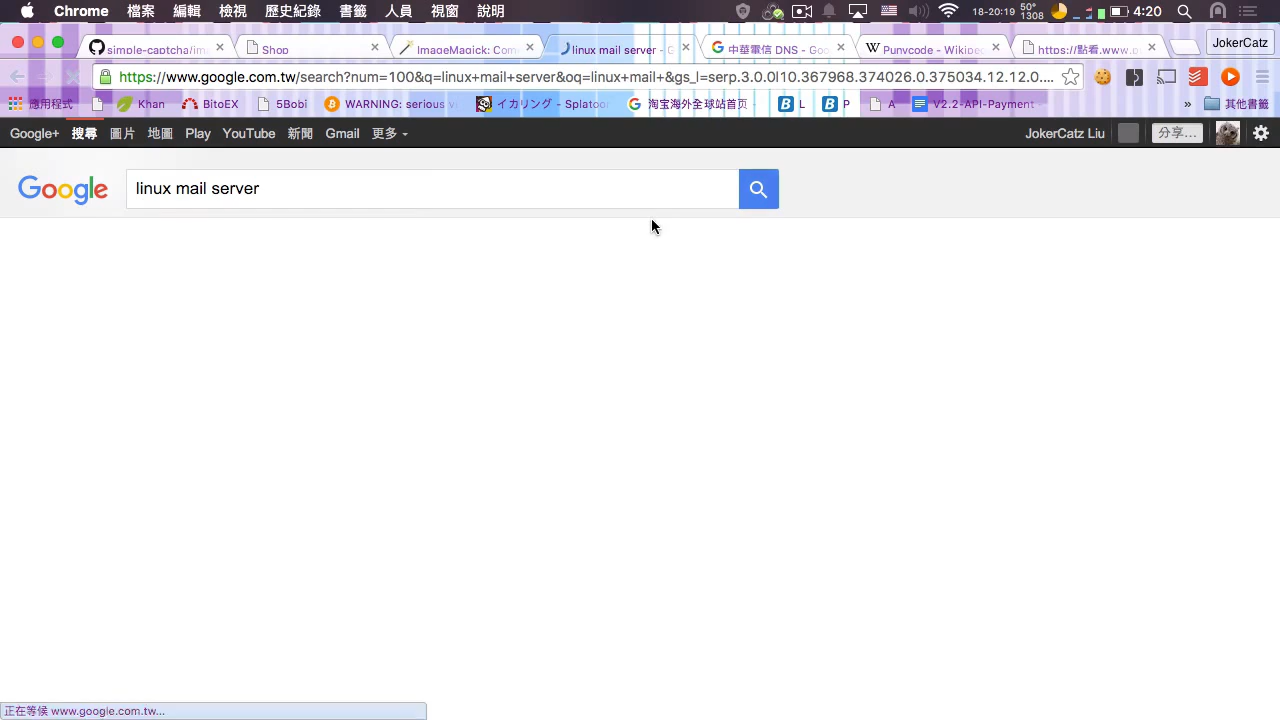 Chrome 檔案 編輯 檢視 歷史紀錄 書籤 人員 視窗 說明 18-20:19 50° 1308 4:20
simple-captcha/im Shop ImageMagick: Com linux mail server - G 中華電信 DNS - Goo Punycode - Wikiped https://點看.www.p JokerCatz
https://www.google.com.tw/search?num=100&q=linux+mail+server&oq=linux+mail+&gs_l=serp.3.0.0l10.367968.374026.0.375034.12.12.0....
應用程式 Khan BitoEX 5Bobi WARNING: serious v イカリング - Splatoo 淘宝海外全球站首页 L P A V2.2-API-Payment 其他書籤
Google+ 搜尋 圖片 地圖 Play YouTube 新聞 Gmail 更多 JokerCatz Liu 分享...
Google linux mail server
正在等候 www.google.com.tw...